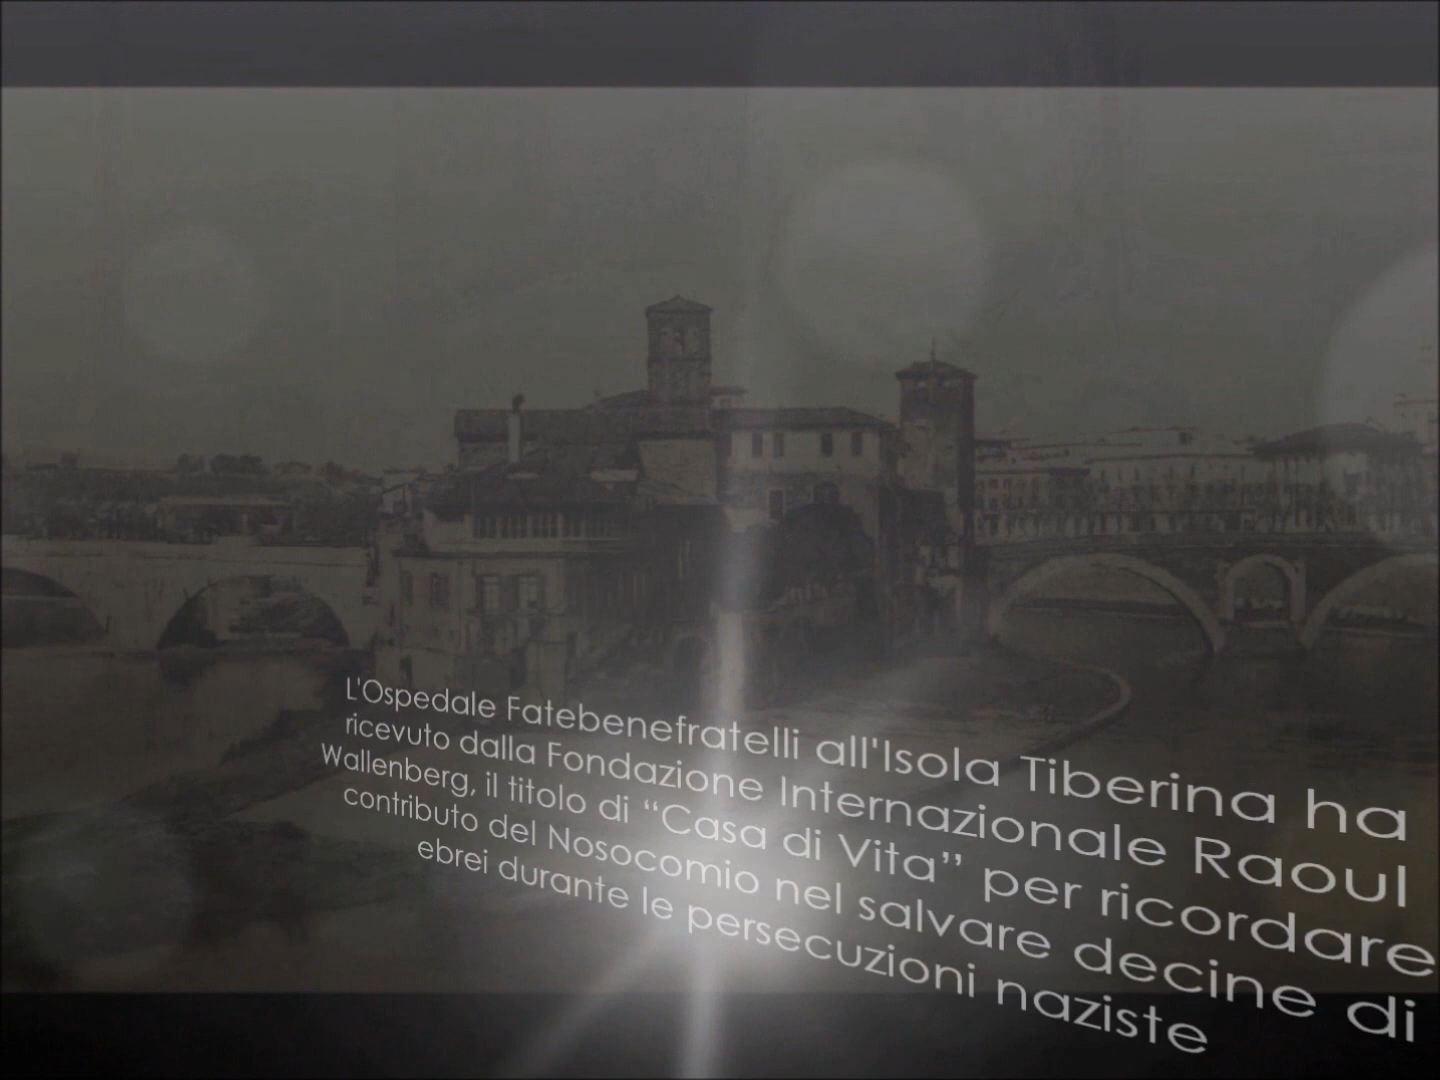 L'Ospedale Fatebenefratelli all'Isola Tiberina ha
ricevuto dalla Fondazione Internazionale Raoul
Wallenberg, il titolo di “Casa di Vita” per ricordare
contributo del Nosocomio nel salvare decine di
ebrei durante le persecuzioni naziste